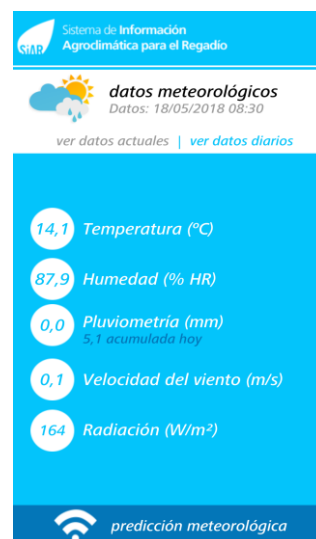 SiAR
Sistema de Información
Agroclimática para el Regadío
datos meteorológicos
Datos: 18/05/2018 08:30
ver datos actuales | ver datos diarios
14,1 Temperatura (ºC)
87,9 Humedad (% HR)
0,0 Pluviometría (mm)
5,1 acumulada hoy
0,1 Velocidad del viento (m/s)
164 Radiación (W/m²)
predicción meteorológica